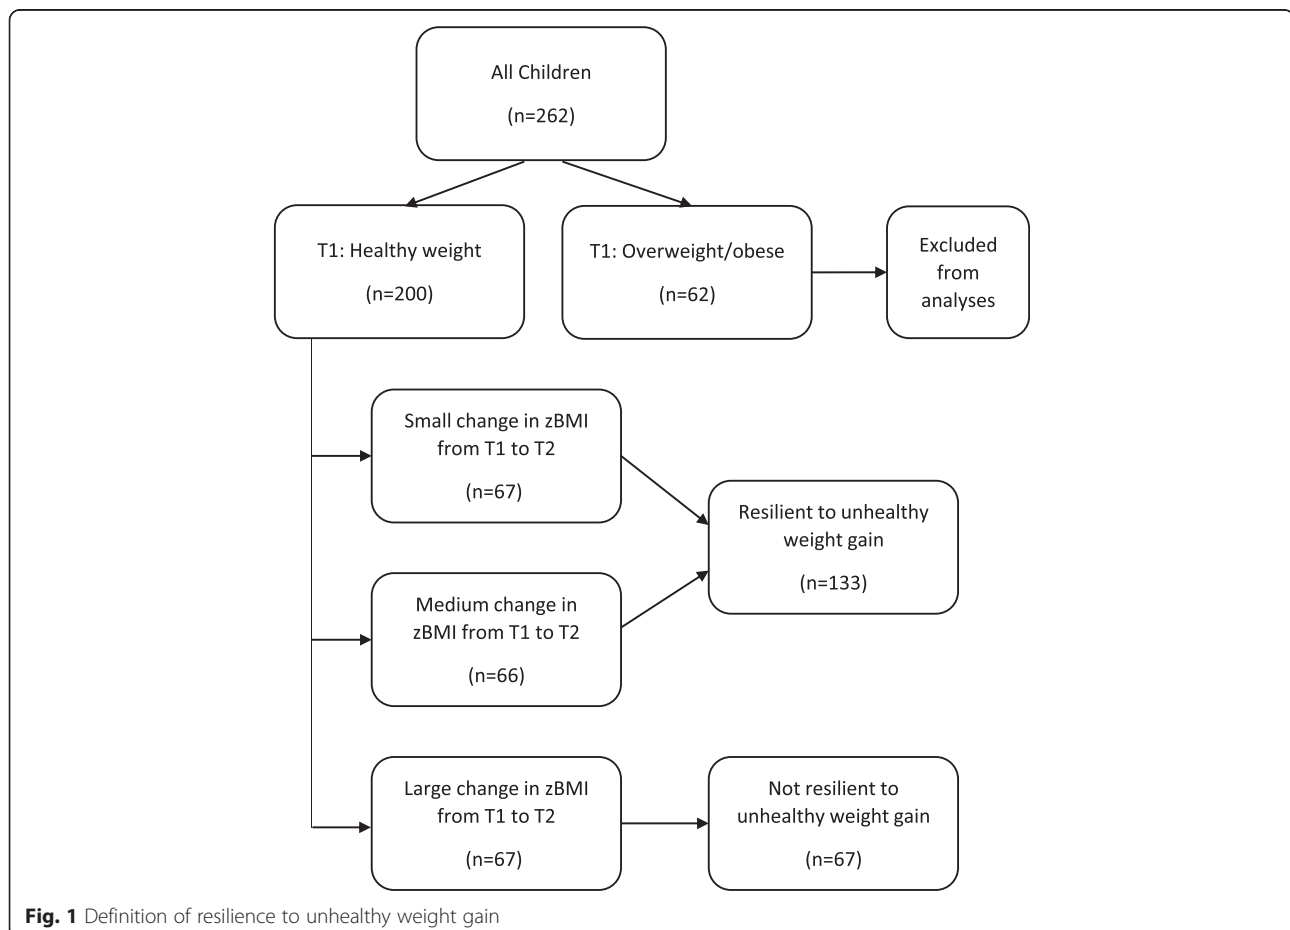 All Children
(n=262)
T1: Healthy weight
(n=200)
T1: Overweight/obese
(n=62)
Excluded
from
analyses
Small change in zBMI
from T1 to T2
(n=67)
Medium change in
zBMI from T1 to T2
(n=66)
Resilient to unhealthy
weight gain
(n=133)
Large change in zBMI
from T1 to T2
(n=67)
Not resilient to
unhealthy weight gain
(n=67)
Fig. 1 Definition of resilience to unhealthy weight gain